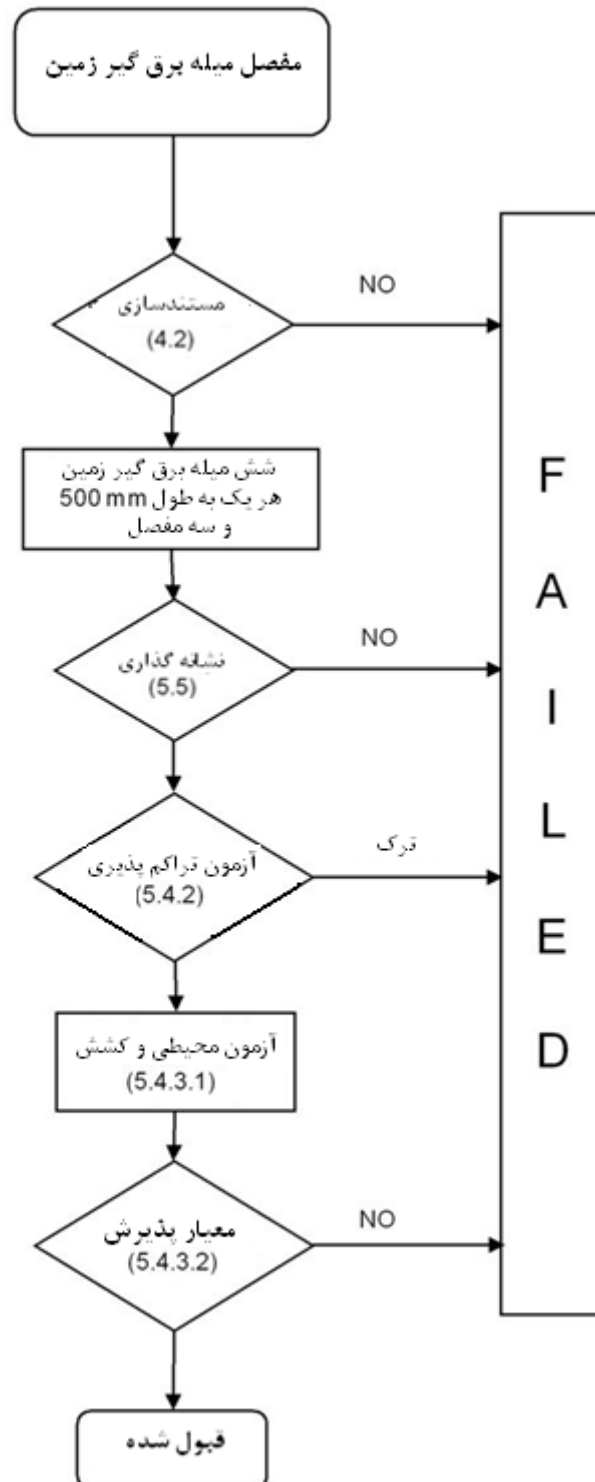 مفصل میله برق گیر زمین
مستندسازی
(4.2)
NO
شش میله برق گیر زمین
هر یک به طول 500 mm
و سه مفصل
نشانه گذاری
(5.5)
NO
آزمون تراکم پذیری
(5.4.2)
ترک
آزمون محیطی و کشش
(5.4.3.1)
معیار پذیرش
(5.4.3.2)
NO
قبول شده
F
A
I
L
E
D